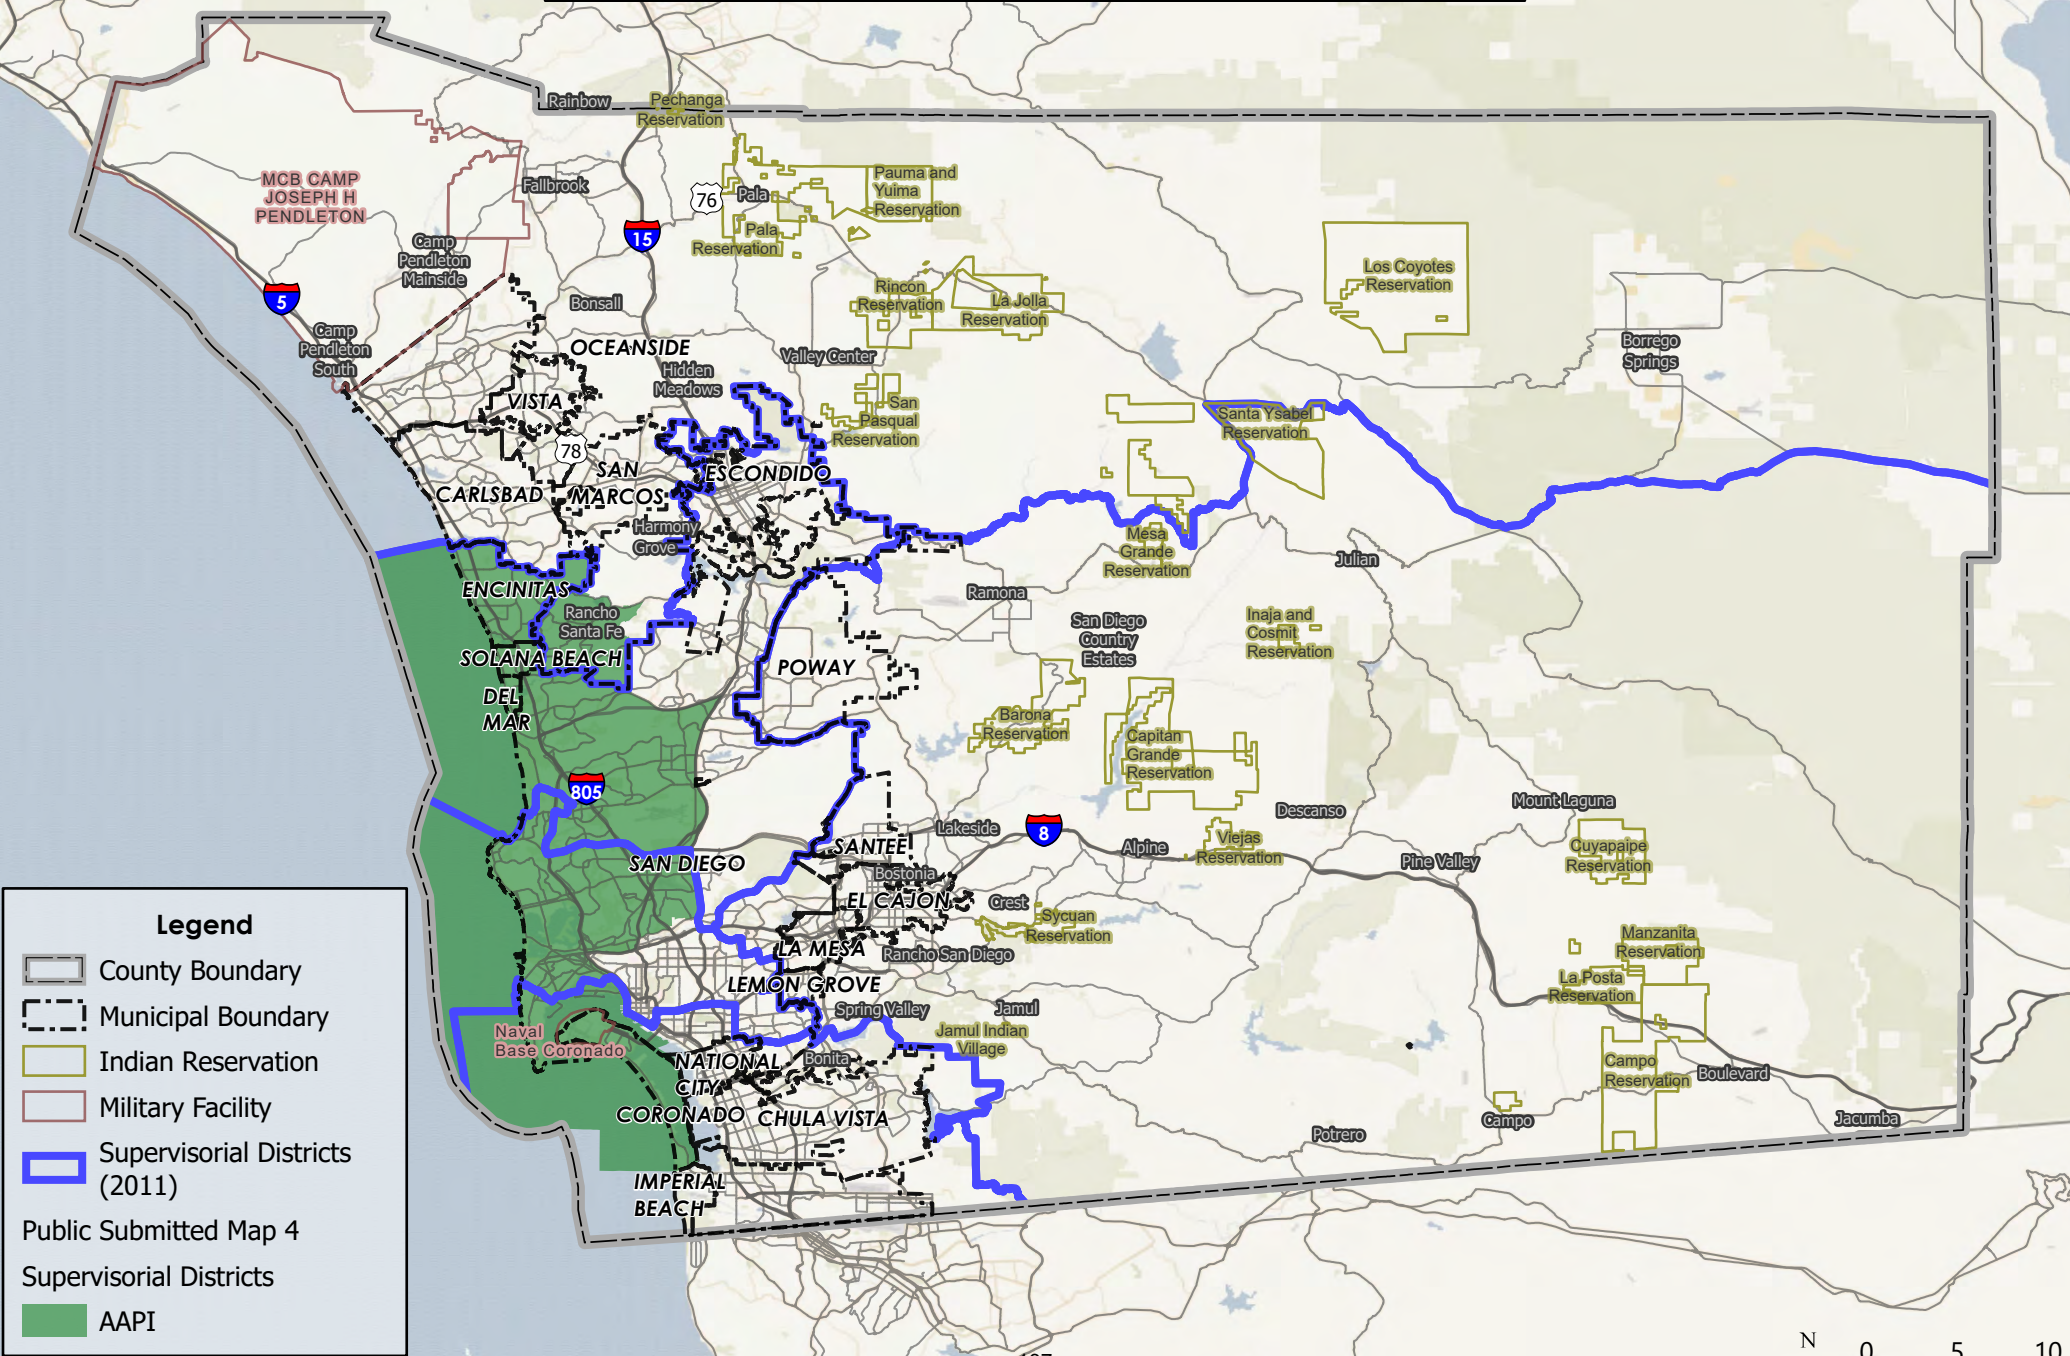 Rainbow
Pechanga
Reservation
MCB CAMP
JOSEPH H
PENDLETON
Fallbrook
76
Pala
Pauma and
Yuima
Reservation
Pala
Reservation
15
Camp
Pendleton
Mainside
5
Bonsall
Rincon
Reservation
La Jolla
Reservation
Los Coyotes
Reservation
Borrego
Springs
Camp
Pendleton
South
OCEANSIDE
Hidden
Meadows
Valley Center
VISTA
San
Pasqual
Reservation
Santa Ysabel
Reservation
78
SAN
MARCOS
ESCONDIDO
CARLSBAD
Harmony
Grove
Mesa
Grande
Reservation
Julian
ENCINITAS
Rancho
Santa Fe
Ramona
San Diego
Country
Estates
Inaja and
Cosmit
Reservation
SOLANA BEACH
POWAY
DEL
MAR
Barona
Reservation
Capitan
Grande
Reservation
805
Lakeside
8
Descanso
Mount Laguna
SAN DIEGO
SANTEE
Alpine
Viejas
Reservation
Pine Valley
Cuyapaipe
Reservation
Bostonia
EL CAJON
Crest
Sycuan
Reservation
LA MESA
Rancho San Diego
Manzanita
Reservation
LEMON GROVE
La Posta
Reservation
Spring Valley
Jamul
Naval
Base Coronado
Jamul Indian
Village
NATIONAL
CITY
Bonita
Campo
Reservation
Boulevard
CORONADO
CHULA VISTA
Campo
Jacumba
Potrero
IMPERIAL
BEACH
Legend
County Boundary
Municipal Boundary
Indian Reservation
Military Facility
Supervisorial Districts
(2011)
Public Submitted Map 4
Supervisorial Districts
AAPI
N
0 5 10